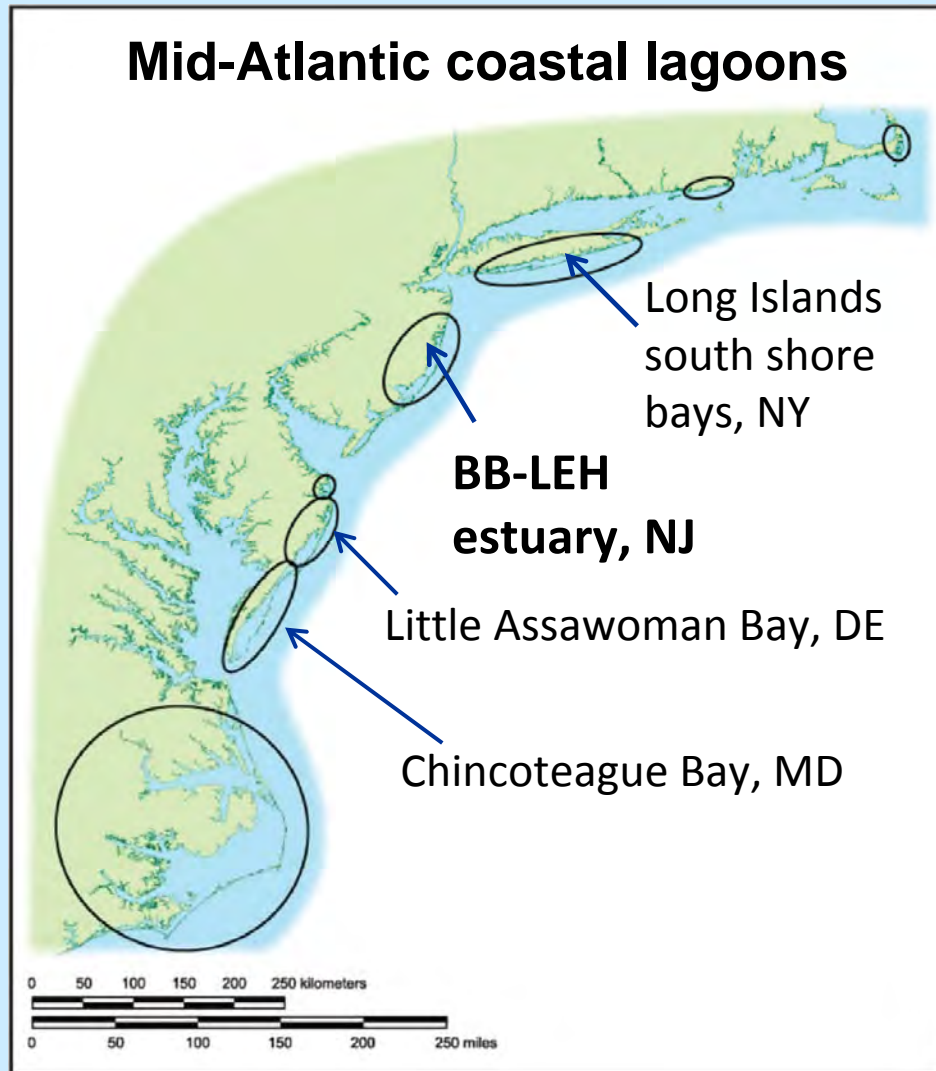 Mid-Atlantic coastal lagoons
Long Islands
south shore
bays, NY
BB-LEH
estuary, NJ
Little Assawoman Bay, DE
Chincoteague Bay, MD
0 50 100 150 200 250 kilometers
0 50 100 150 200 250 miles